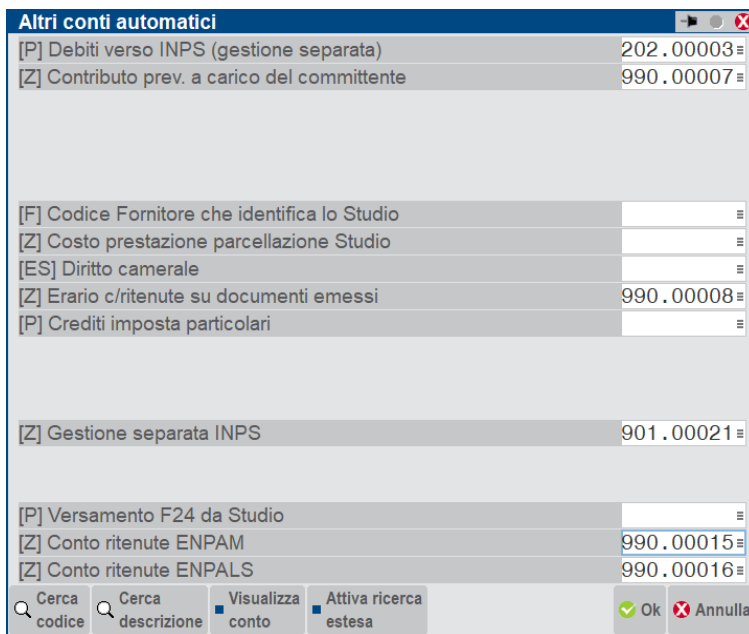 Altri conti automatici
[P] Debiti verso INPS (gestione separata) 202.00003
[Z] Contributo prev. a carico del committente 990.00007
[F] Codice Fornitore che identifica lo Studio
[Z] Costo prestazione parcellazione Studio
[ES] Diritto camerale
[Z] Erario c/ritenute su documenti emessi 990.00008
[P] Crediti imposta particolari
[Z] Gestione separata INPS 901.00021
[P] Versamento F24 da Studio
[Z] Conto ritenute ENPAM 990.00015
[Z] Conto ritenute ENPALS 990.00016
Cerca codice Cerca descrizione Visualizza conto Attiva ricerca estesa Ok Annulla